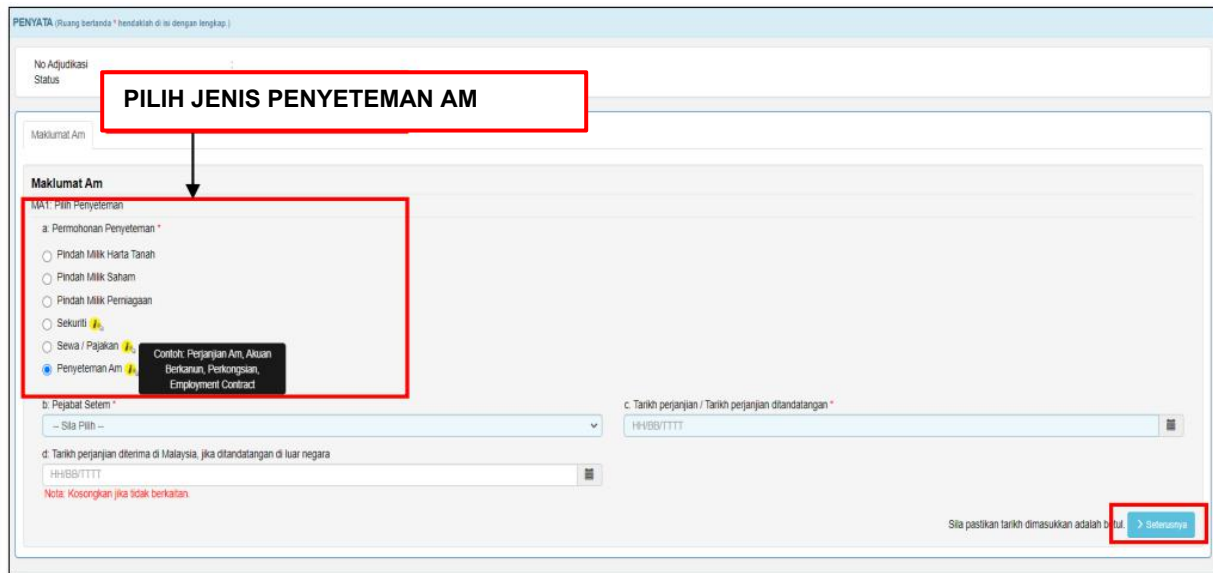 PENYATA (Ruang bertanda * hendaklah di isi dengan lengkap.)
No Adjudikasi :
Status
PILIH JENIS PENYETEMAN AM
Maklumat Am
Maklumat Am
MA1: Pilih Penyeteman
a: Permohonan Penyeteman *
Pindah Milik Harta Tanah
Pindah Milik Saham
Pindah Milik Perniagaan
Sekuriti
Sewa / Pajakan
Penyeteman Am
Contoh: Perjanjian Am, Akuan
Berkanun, Perkongsian,
Employment Contract
b: Pejabat Setem *
-- Sila Pilih --
c. Tarikh perjanjian / Tarikh perjanjian ditandatangan *
HH/BB/TTTT
d: Tarikh perjanjian diterima di Malaysia, jika ditandatangan di luar negara
HH/BB/TTTT
Nota: Kosongkan jika tidak berkaitan.
Sila pastikan tarikh dimasukkan adalah betul. > Seterusnya